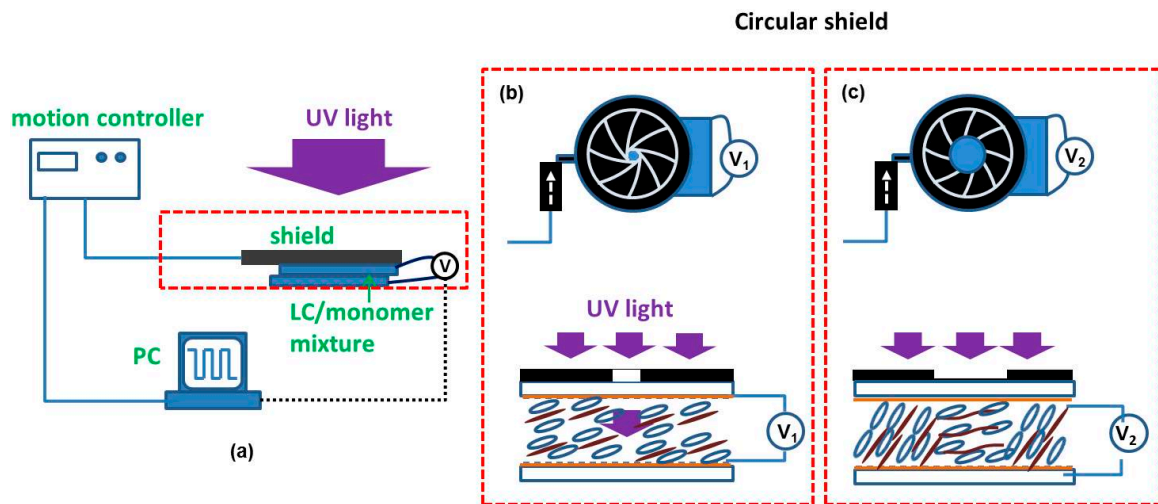 Circular shield
motion controller
UV light
shield
V
LC/monomer
mixture
PC
(a)
(b)
V1
UV light
V1
(c)
V2
V2